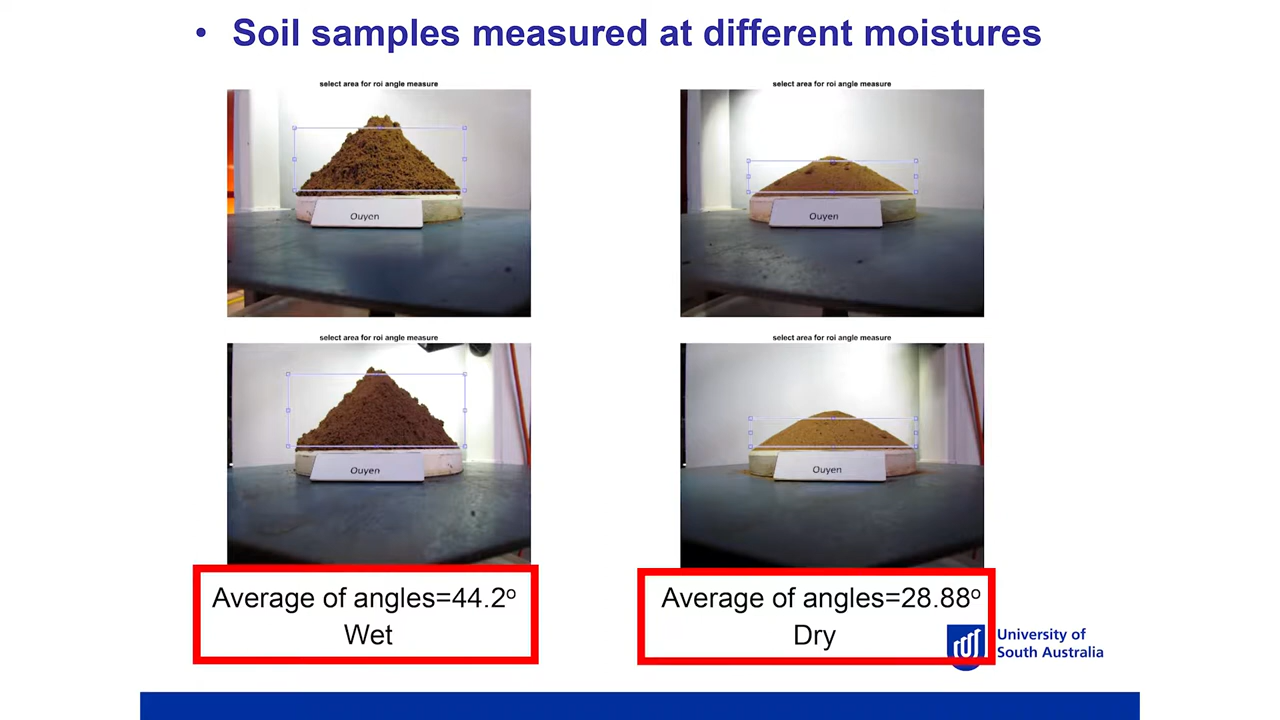 • Soil samples measured at different moistures
select area for roi angle measure
select area for roi angle measure
Ouyen
Ouyen
select area for roi angle measure
select area for roi angle measure
Ouyen
Ouyen
Average of angles=44.2º
Wet
Average of angles=28.88º
Dry
University of
South Australia